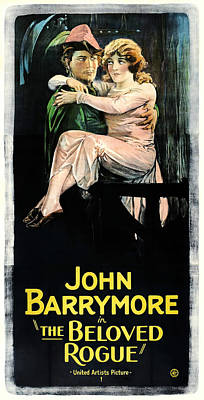 JOHN
BARRYMORE
in
"THE BELOVED
ROGUE"
-United Artists Picture-